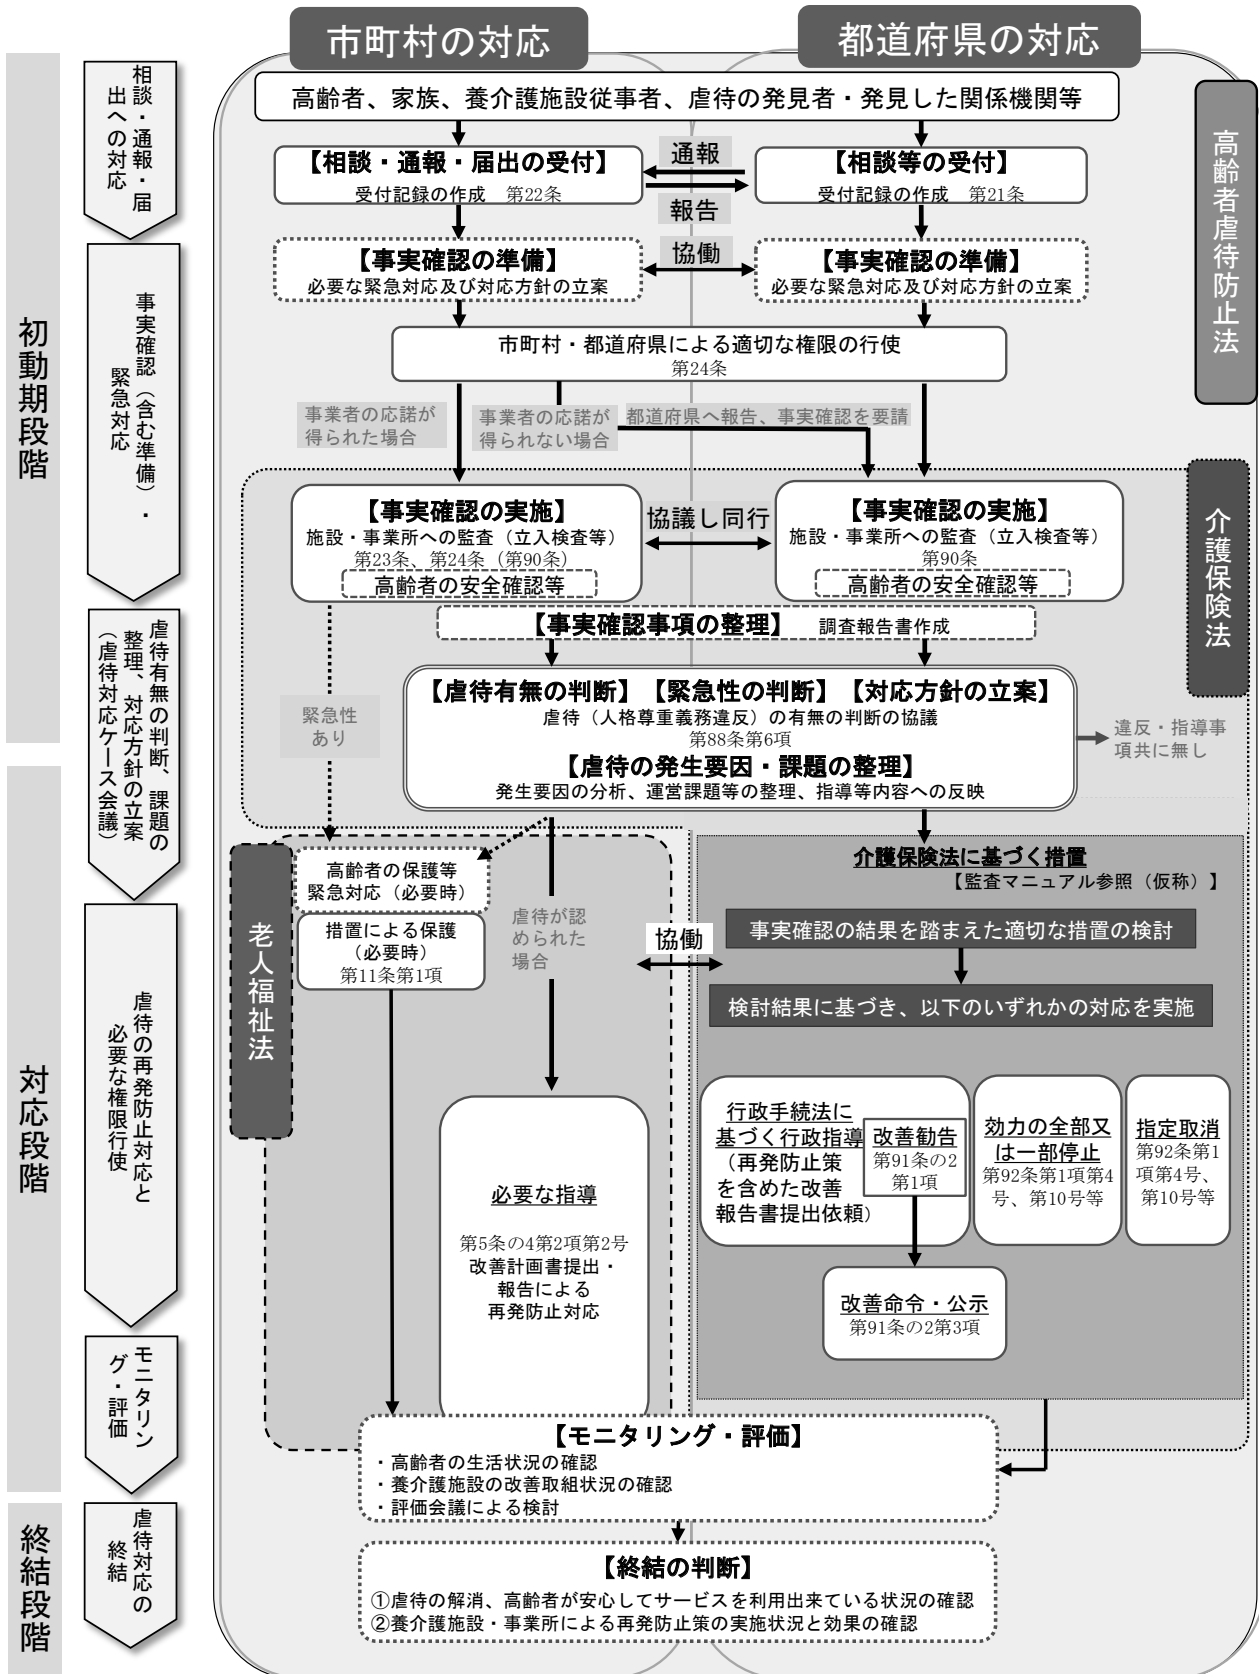 市町村の対応
都道府県の対応
高齢者、家族、養介護施設従事者、虐待の発見者・発見した関係機関等
高齢者虐待防止法
初動期段階
相談・通報・届
出への対応
【相談・通報・届出の受付】
受付記録の作成　第22条
通報
報告
【相談等の受付】
受付記録の作成　第21条
事実確認（含む準備）・
緊急対応
【事実確認の準備】
必要な緊急対応及び対応方針の立案
協働
【事実確認の準備】
必要な緊急対応及び対応方針の立案
市町村・都道府県による適切な権限の行使
第24条
事業者の応諾が
得られた場合
事業者の応諾が
得られない場合
都道府県へ報告、事実確認を要請
介護保険法
【事実確認の実施】
施設・事業所への監査（立入検査等）
第23条、第24条（第90条）
高齢者の安全確認等
協議し同行
【事実確認の実施】
施設・事業所への監査（立入検査等）
第90条
高齢者の安全確認等
虐待有無の判断、課題の
整理、対応方針の立案
（虐待対応ケース会議）
【事実確認事項の整理】　調査報告書作成
【虐待有無の判断】【緊急性の判断】【対応方針の立案】
虐待（人格尊重義務違反）の有無の判断の協議
第88条第6項
【虐待の発生要因・課題の整理】
発生要因の分析、運営課題等の整理、指導等内容への反映
緊急性
あり
違反・指導事
項共に無し
対応段階
虐待の再発防止対応と
必要な権限行使
老人福祉法
高齢者の保護等
緊急対応（必要時）
措置による保護
（必要時）
第11条第1項
虐待が認
められた
場合
協働
介護保険法に基づく措置
【監査マニュアル参照（仮称）】
事実確認の結果を踏まえた適切な措置の検討
検討結果に基づき、以下のいずれかの対応を実施
必要な指導
第5条の4第2項第2号
改善計画書提出・
報告による
再発防止対応
行政手続法に
基づく行政指導
（再発防止策
を含めた改善
報告書提出依頼）
改善勧告
第91条の2
第1項
効力の全部又
は一部停止
第92条第1項第4
号、第10号等
指定取消
第92条第1
項第4号、
第10号等
改善命令・公示
第91条の2第3項
モニタリン
グ・評価
【モニタリング・評価】
・高齢者の生活状況の確認
・養介護施設の改善取組状況の確認
・評価会議による検討
終結段階
虐待対応の
終結
【終結の判断】
①虐待の解消、高齢者が安心してサービスを利用出来ている状況の確認
②養介護施設・事業所による再発防止策の実施状況と効果の確認